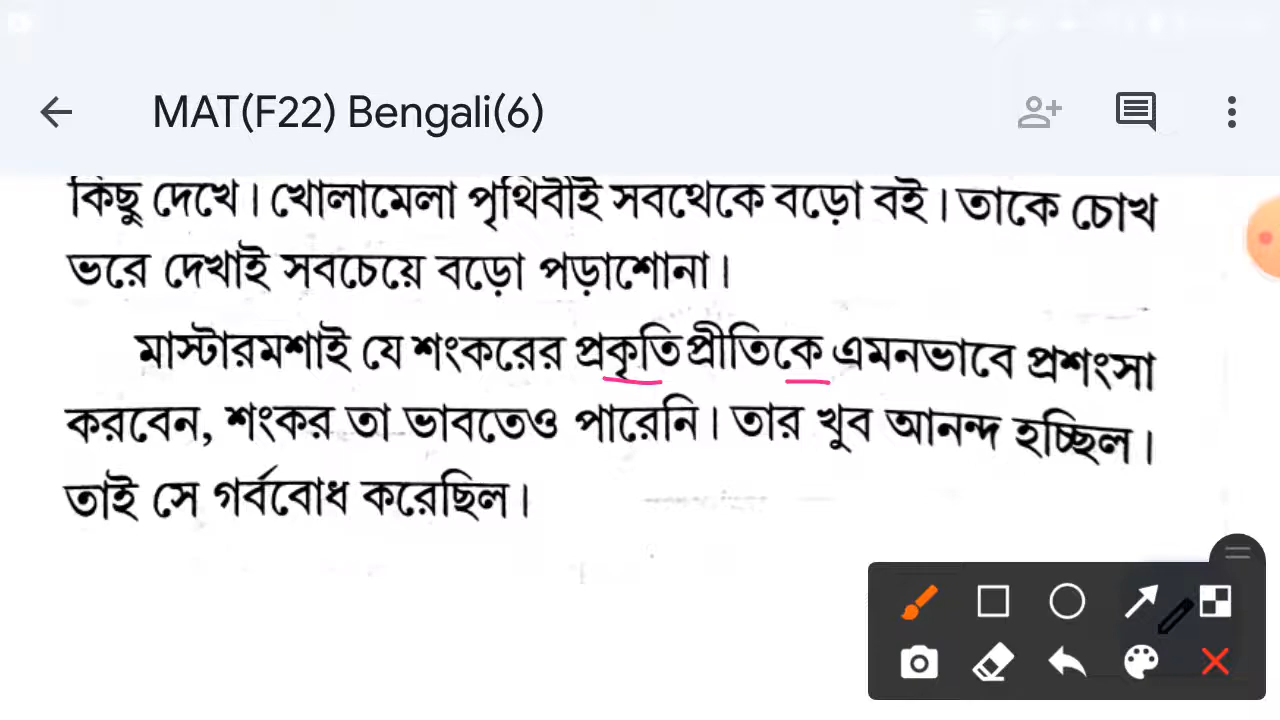 MAT(F22) Bengali(6)
কিছু দেখে। খোলামেলা পৃথিবীই সবথেকে বড়ো বই। তাকে চোখ
ভরে দেখাই সবচেয়ে বড়ো পড়াশোনা।
মাস্টারমশাই যে শংকরের প্রকৃতিপ্রীতিকে এমনভাবে প্রশংসা
করবেন, শংকর তা ভাবতেও পারেনি। তার খুব আনন্দ হচ্ছিল।
তাই সে গর্ববোধ করেছিল।